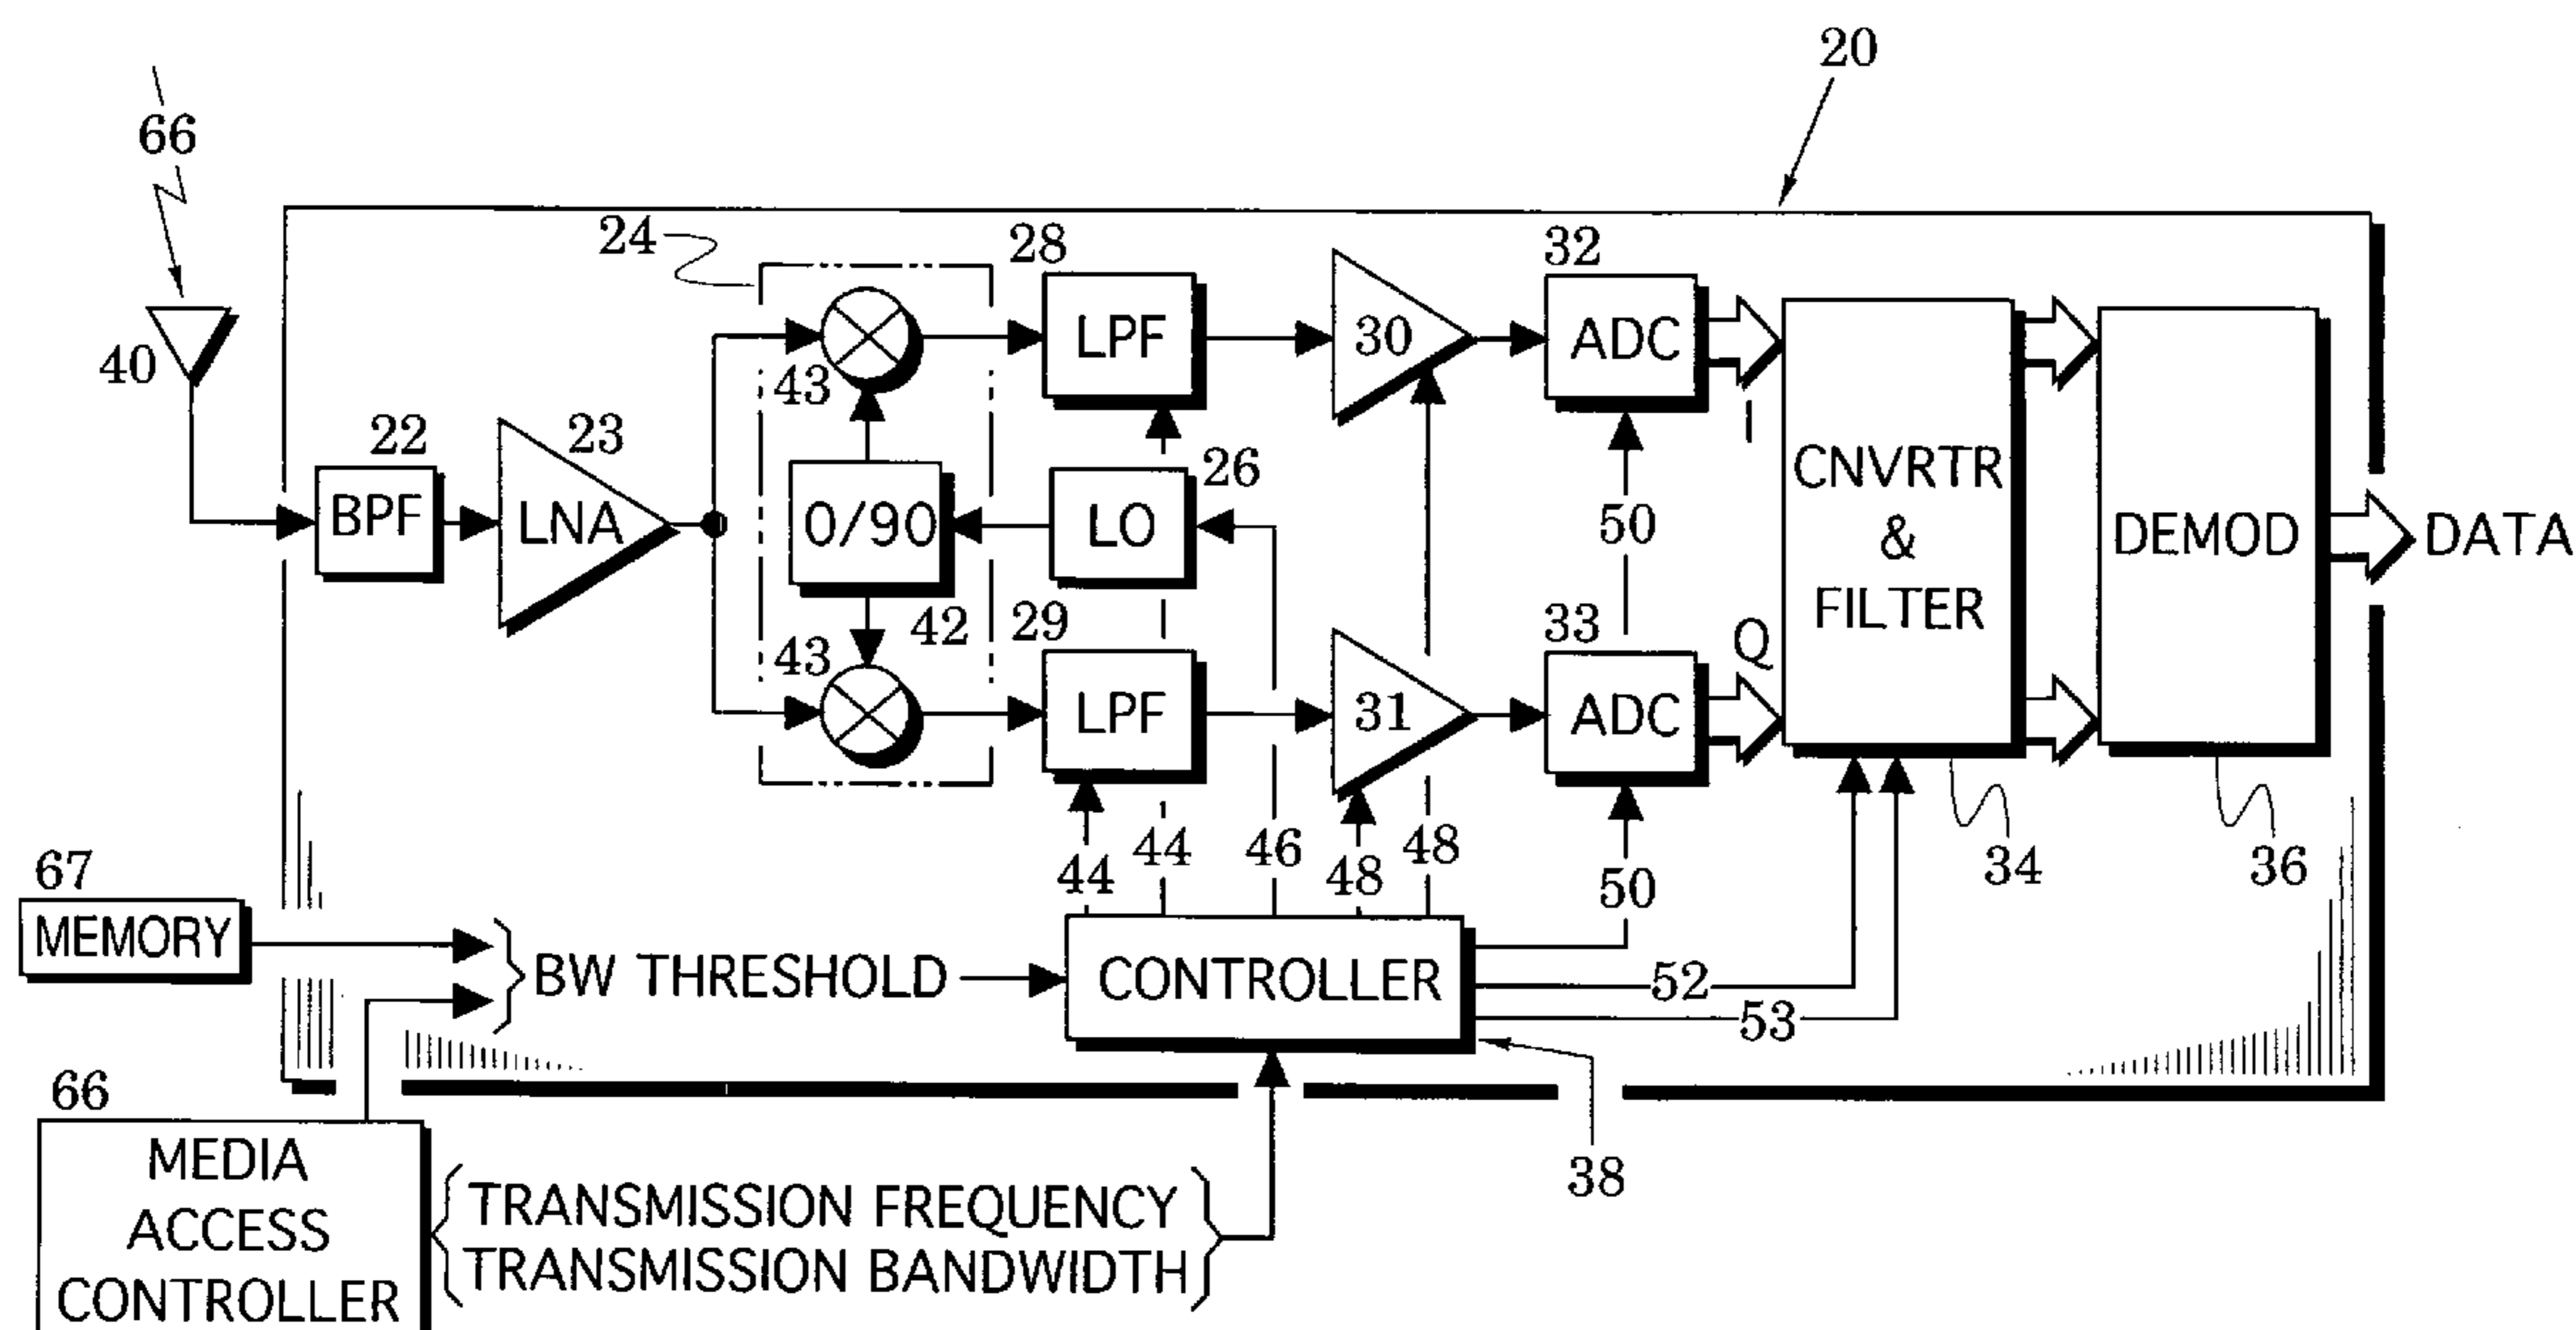 20
66
40
24
28
32
43
LPF
30
ADC
I
22
BPF
23
LNA
0/90
LO
26
50
CNVRTR
&
FILTER
DEMOD
DATA
42
43
29
LPF
31
33
ADC
Q
44
44
46
48
48
50
34
36
67
MEMORY
BW THRESHOLD
CONTROLLER
52
53
38
66
MEDIA
ACCESS
CONTROLLER
TRANSMISSION FREQUENCY
TRANSMISSION BANDWIDTH